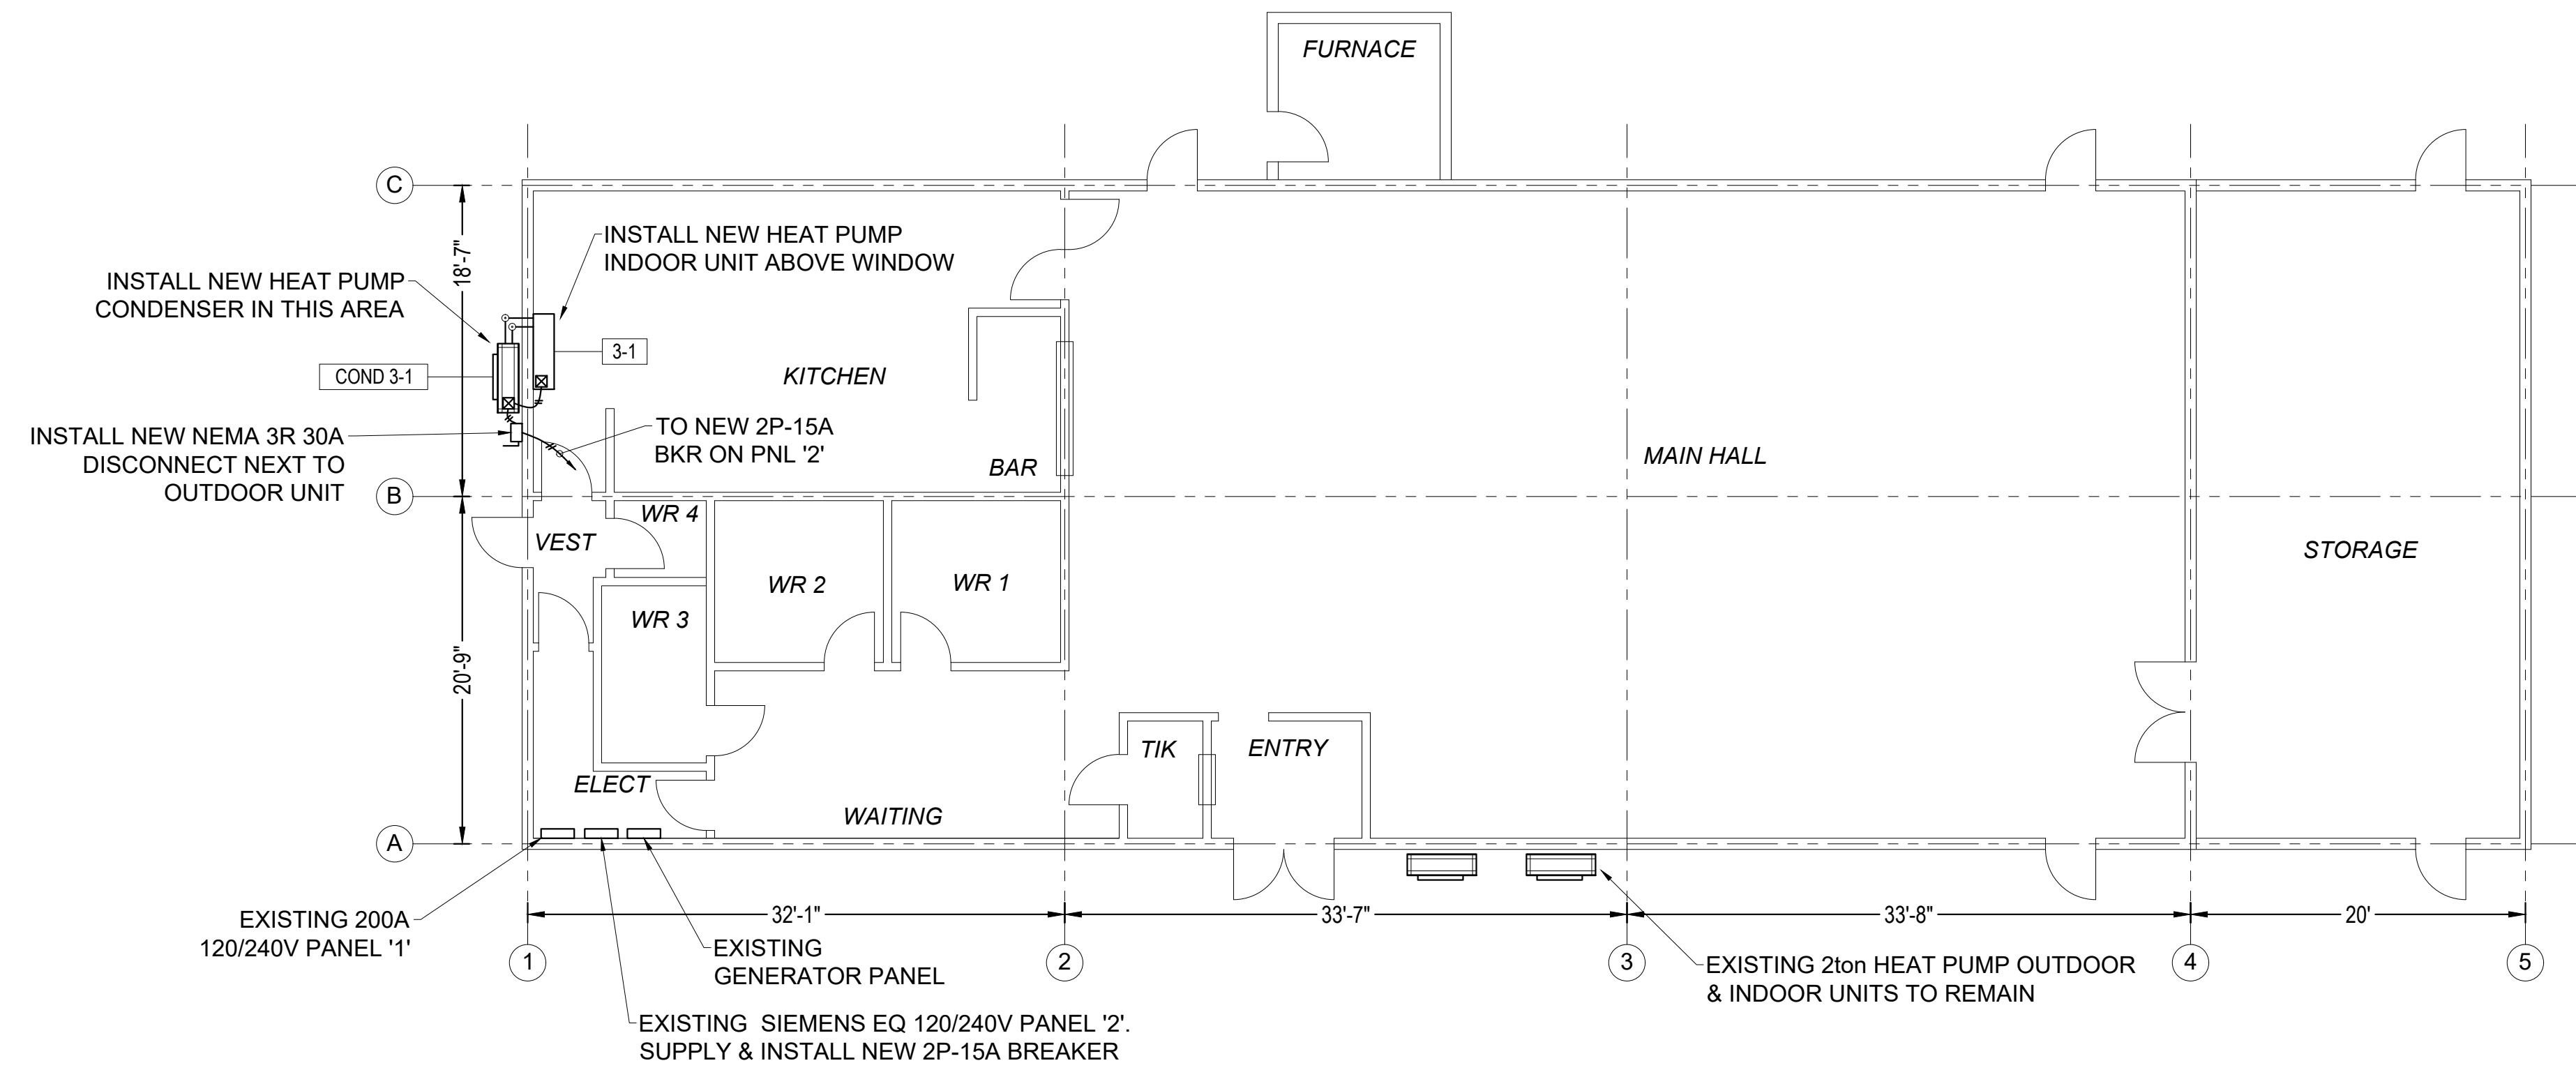 FURNACE
C
INSTALL NEW HEAT PUMP
INDOOR UNIT ABOVE WINDOW
18'-7"
INSTALL NEW HEAT PUMP
CONDENSER IN THIS AREA
3-1
COND 3-1
KITCHEN
INSTALL NEW NEMA 3R 30A
DISCONNECT NEXT TO
OUTDOOR UNIT
TO NEW 2P-15A
BKR ON PNL '2'
BAR
MAIN HALL
B
WR 4
VEST
WR 2
WR 1
STORAGE
WR 3
20'-9"
TIK
ENTRY
ELECT
WAITING
A
EXISTING 200A
120/240V PANEL '1'
32'-1"
33'-7"
33'-8"
20'
1
2
3
4
5
EXISTING
GENERATOR PANEL
EXISTING 2ton HEAT PUMP OUTDOOR
& INDOOR UNITS TO REMAIN
EXISTING SIEMENS EQ 120/240V PANEL '2'.
SUPPLY & INSTALL NEW 2P-15A BREAKER